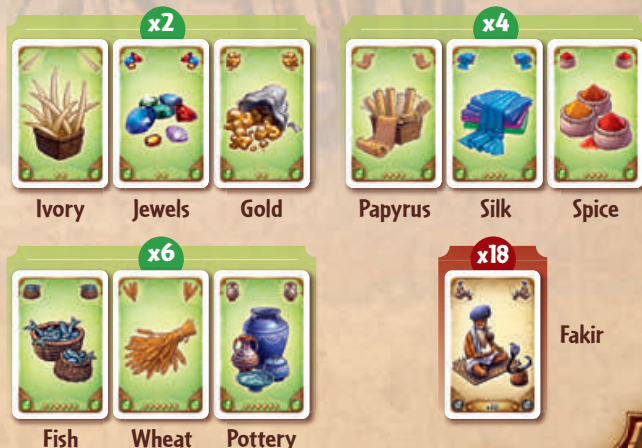 x2
x4
Ivory Jewels Gold
Papyrus Silk Spice
x6
x18
Fakir
Fish Wheat Pottery